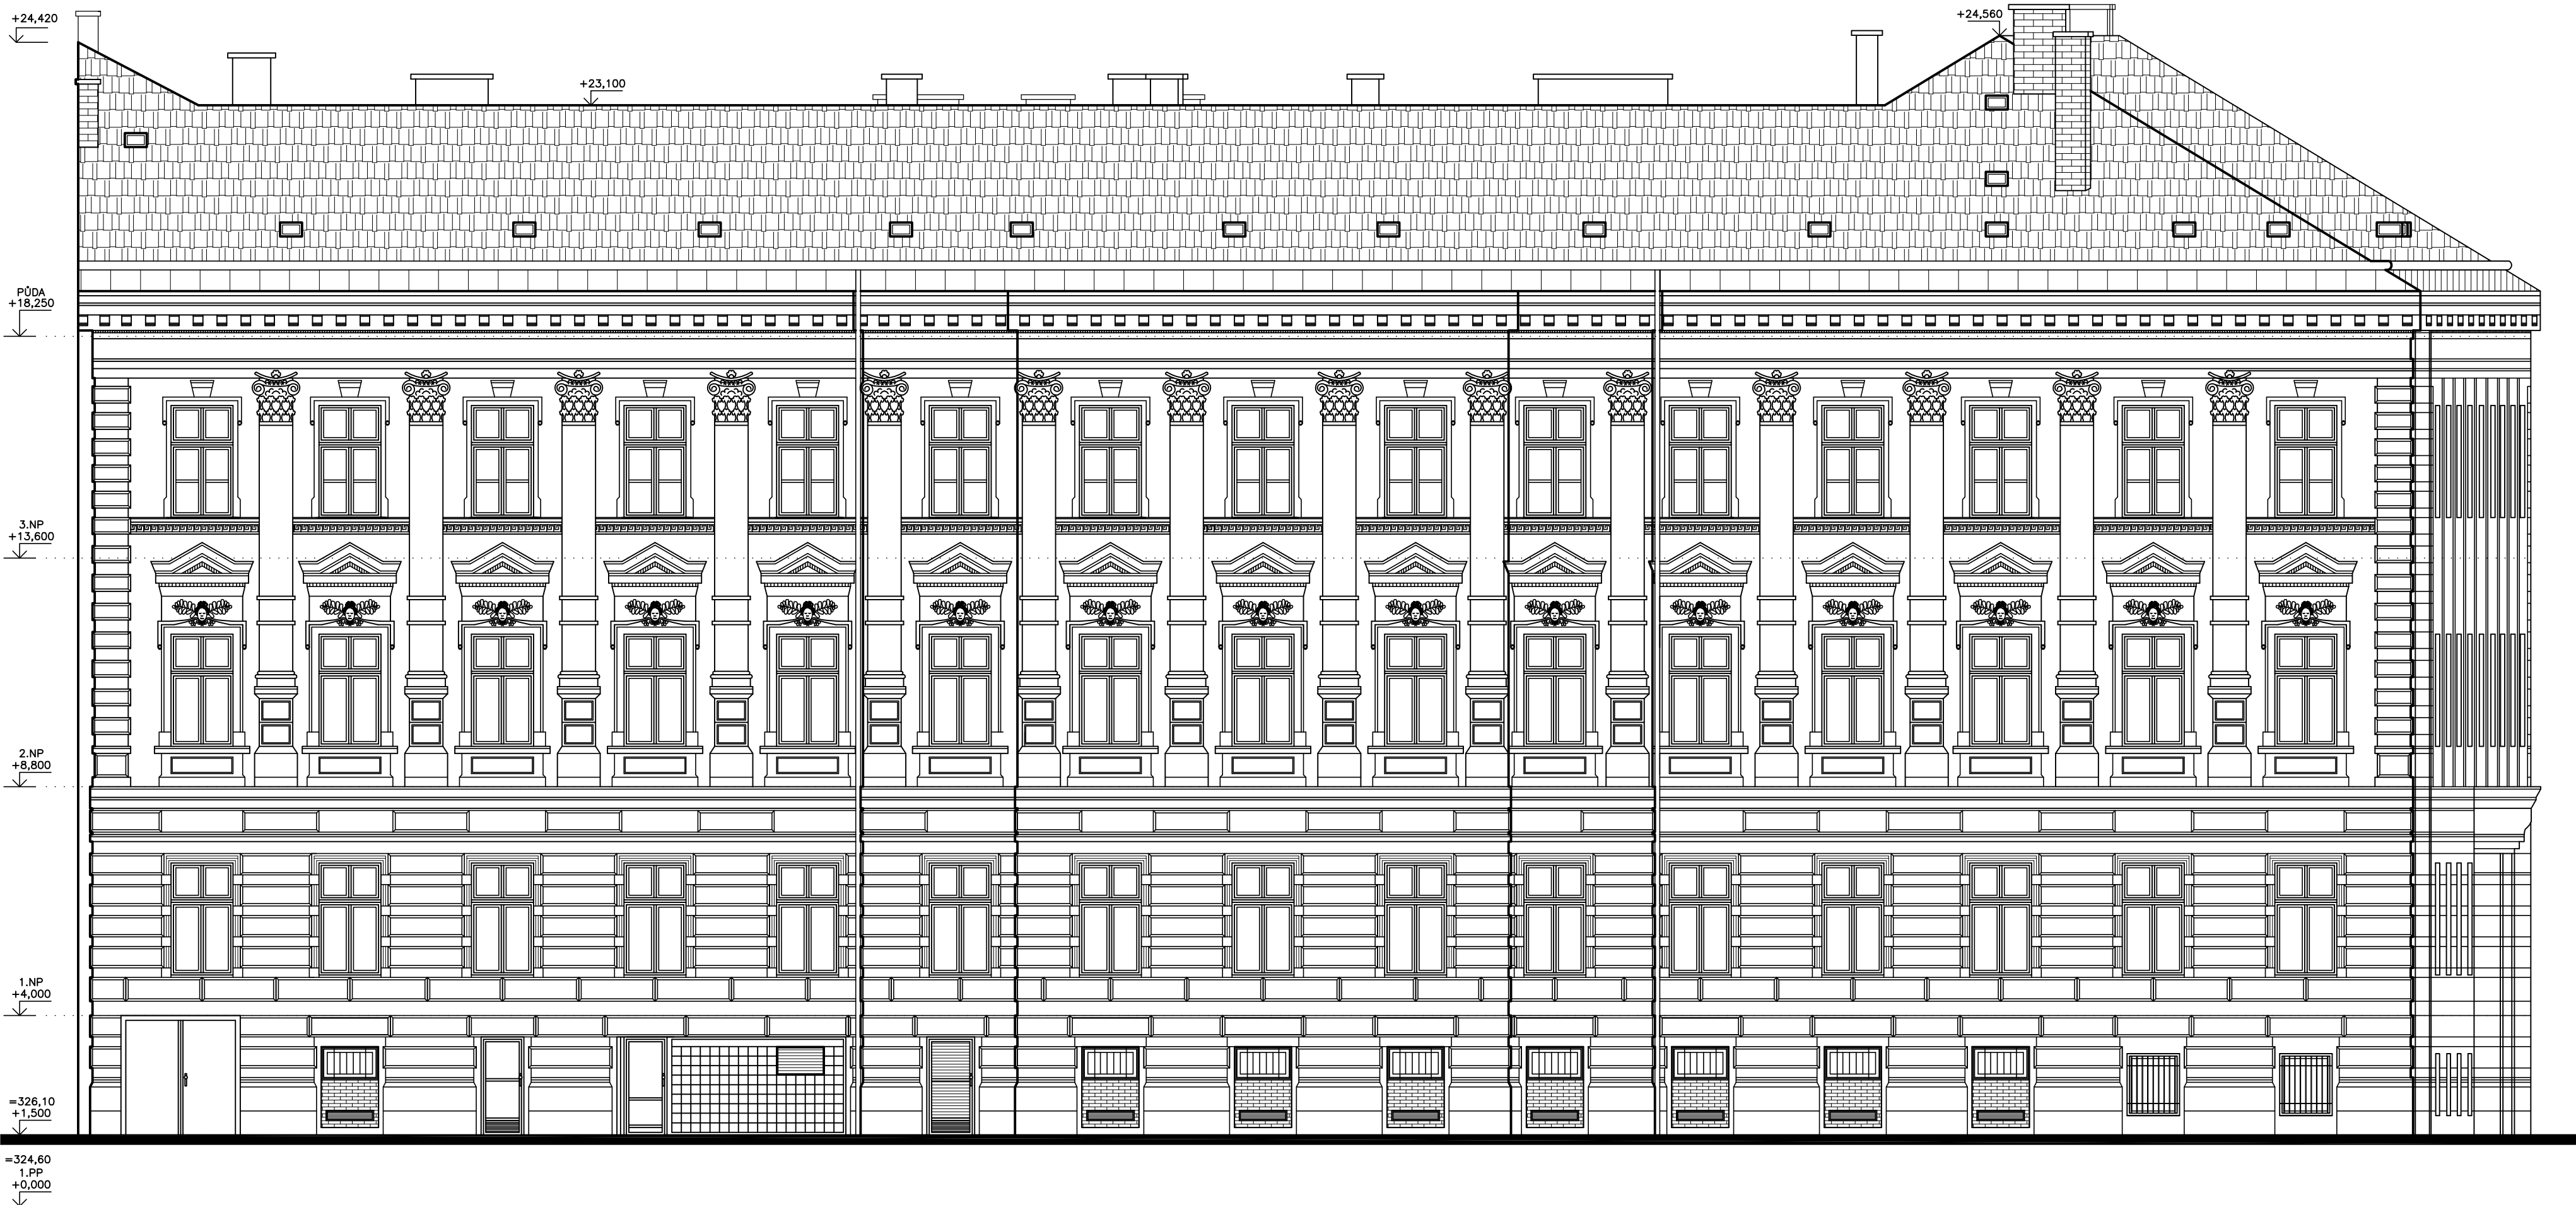 +24,420
+24,560
+23,100
PŮDA
+18,250
3.NP
+13,600
2.NP
+8,800
1.NP
+4,000
=326,10
+1,500
=324,60
1.PP
+0,000